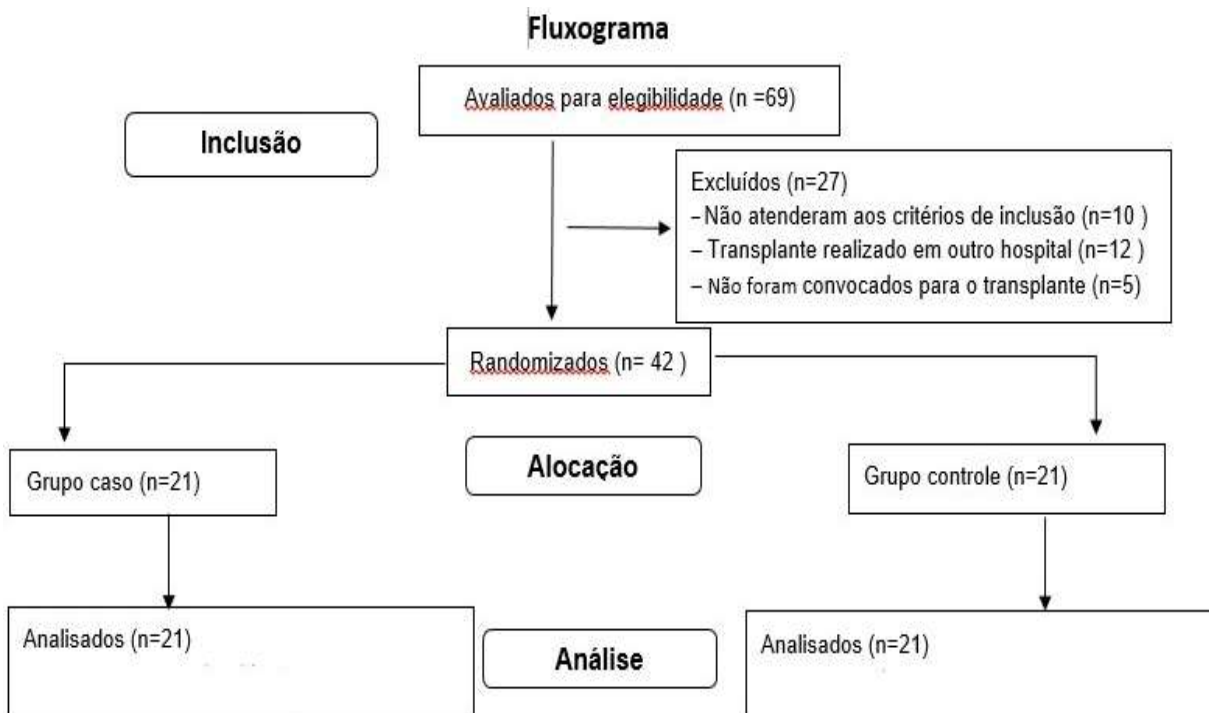 Fluxograma
Avaliados para elegibilidade (n =69)
Inclusão
Excluídos (n=27)
– Não atenderam aos critérios de inclusão (n=10 )
– Transplante realizado em outro hospital (n=12 )
– Não foram convocados para o transplante (n=5)
Randomizados (n= 42 )
Grupo caso (n=21)
Alocação
Grupo controle (n=21)
Analisados (n=21)
Análise
Analisados (n=21)